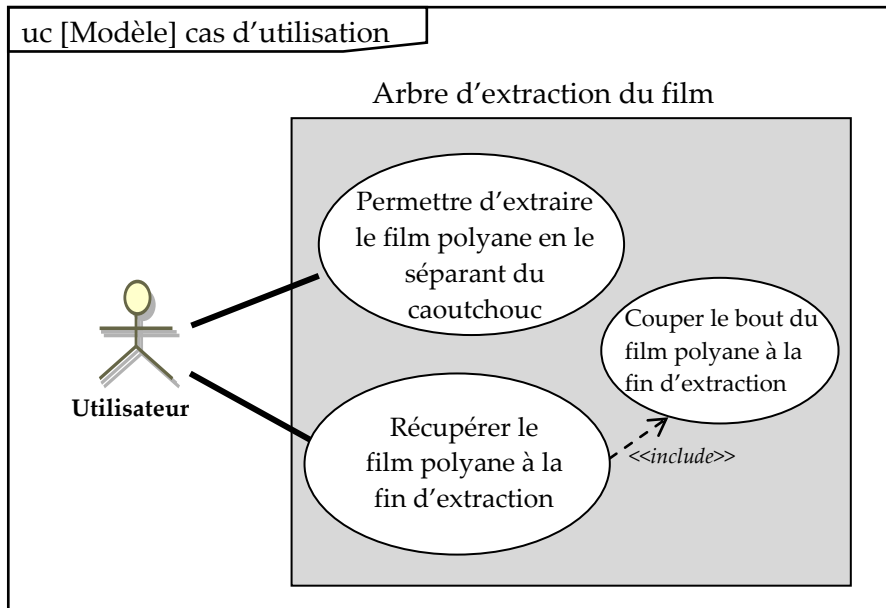 uc [Modèle] cas d’utilisation
Arbre d’extraction du film
Permettre d’extraire
le film polyane en le
séparant du
caoutchouc
Couper le bout du
film polyane à la
fin d’extraction
Utilisateur
Récupérer le
film polyane à la
fin d’extraction
<<include>>